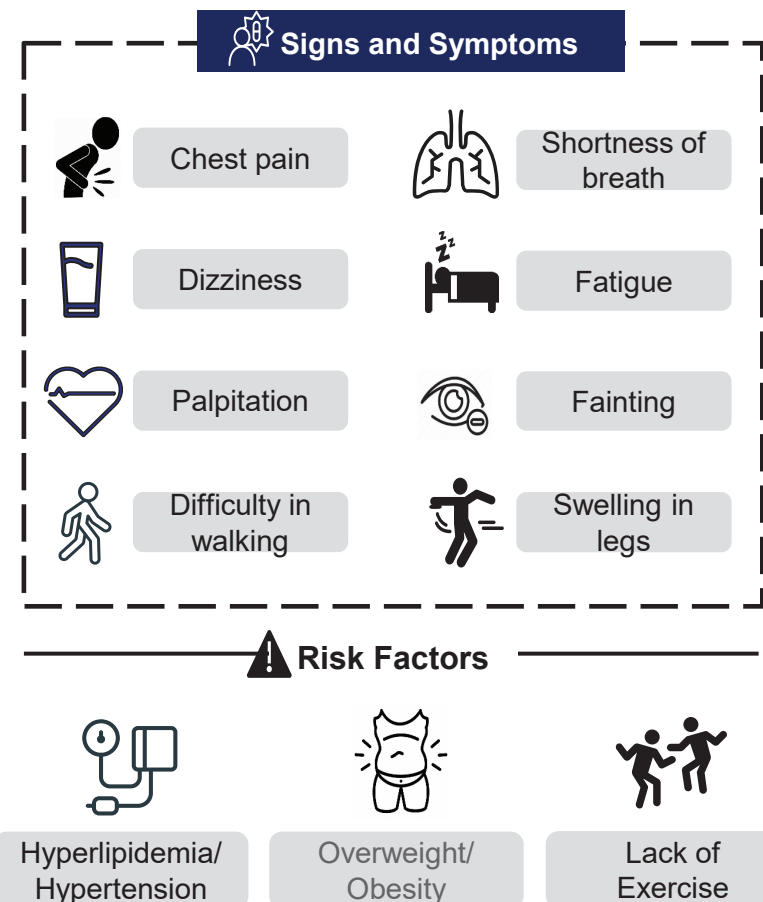 Signs and Symptoms
Chest pain
Shortness of
breath
Dizziness
Fatigue
Palpitation
Fainting
Difficulty in
walking
Swelling in
legs
Risk Factors
Hyperlipidemia/
Hypertension
Overweight/
Obesity
Lack of
Exercise